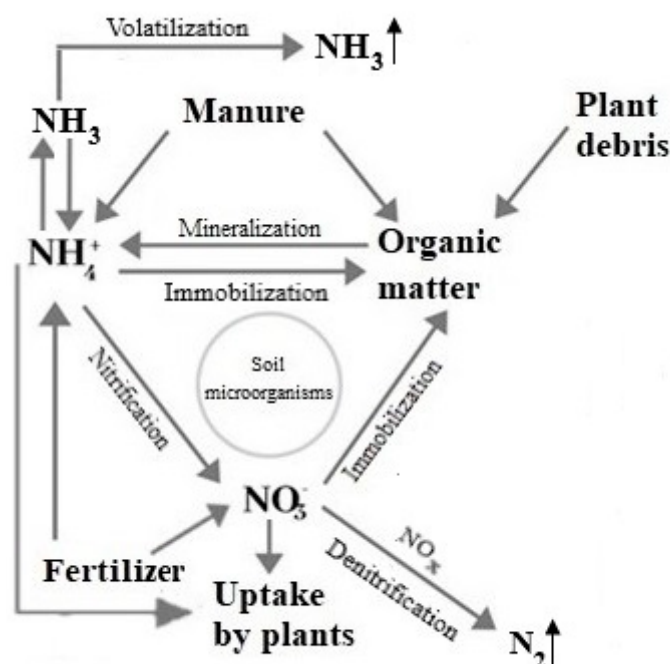 Volatilization
NH₃↑
NH₃
Manure
Plant
debris
Mineralization
NH₄⁺
Organic
matter
Immobilization
Soil
microorganisms
Nitrification
Immobilization
NO₃⁻
NOₓ
Denitrification
Fertilizer
Uptake
by plants
N₂↑